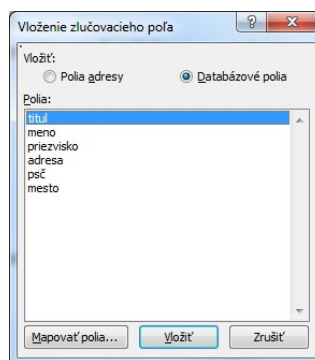 Vloženie zlučovacieho poľa
Vložiť:
Polia adresy Databázové polia
Polia:
titul
meno
priezvisko
adresa
psč
mesto
Mapovať polia... Vložiť Zrušiť